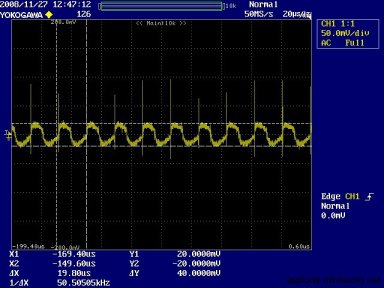 2008/11/27 12:47:12
Normal
YOKOGAWA
126
10k
50MS/s 20µs/div
200.0mV
<< Main:10k >>
CH1 1:1
50.0mV/div
AC Full
Edge CH1
Normal
0.0mV
-199.40us
-200.0mV
0.60us
X1 -169.40us Y1 20.0000mV
X2 -149.60us Y2 -20.0000mV
ΔX 19.80us ΔY 40.0000mV
1/ΔX 50.50505kHz